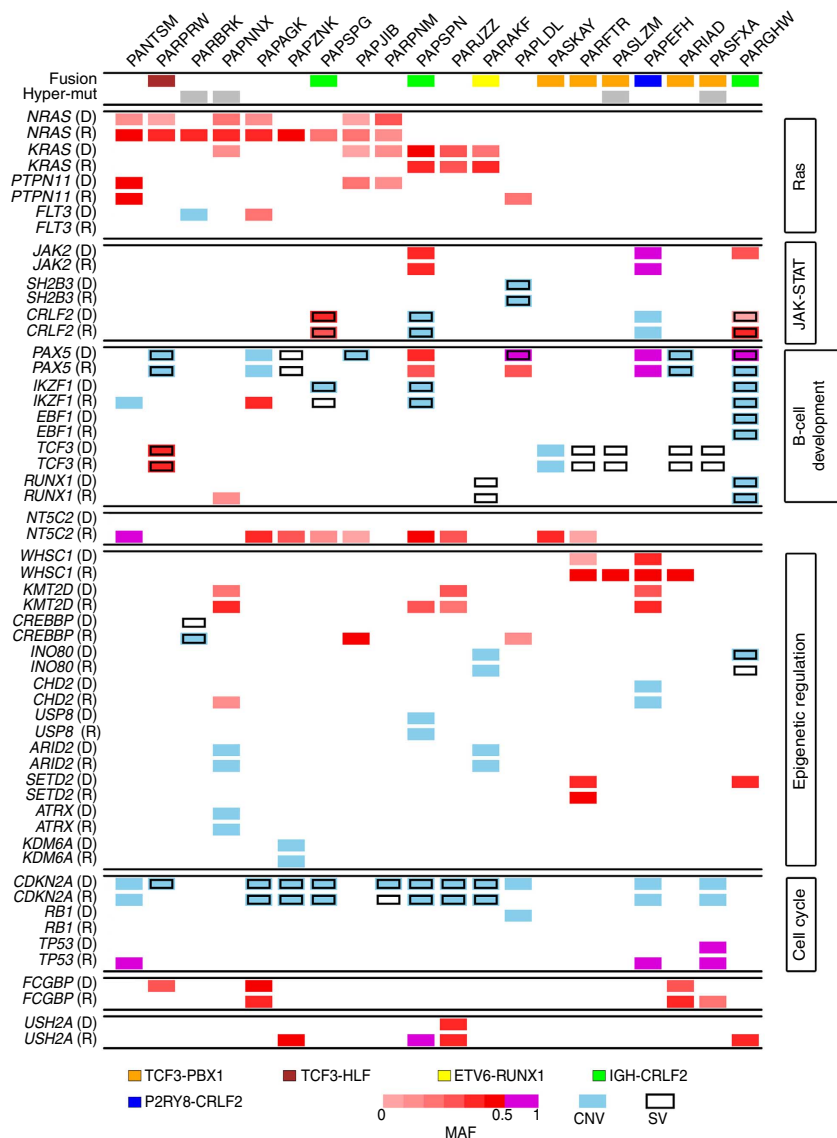 PANTSM PARPRW PARBRK PAPNNX PAPAGK PAPZNK PAPSPG PAPJIB PARPNM PAPSPN PARJZZ PARAKF PAPLDL PASKAY PARFTR PASLZM PAPEFH PARIAD PASFXA PARGHW
Fusion
Hyper-mut
NRAS (D)
NRAS (R)
KRAS (D)
KRAS (R)
PTPN11 (D)
PTPN11 (R)
FLT3 (D)
FLT3 (R)
Ras
JAK2 (D)
JAK2 (R)
SH2B3 (D)
SH2B3 (R)
CRLF2 (D)
CRLF2 (R)
JAK-STAT
PAX5 (D)
PAX5 (R)
IKZF1 (D)
IKZF1 (R)
EBF1 (D)
EBF1 (R)
TCF3 (D)
TCF3 (R)
RUNX1 (D)
RUNX1 (R)
B-cell
development
NT5C2 (D)
NT5C2 (R)
WHSC1 (D)
WHSC1 (R)
KMT2D (D)
KMT2D (R)
CREBBP (D)
CREBBP (R)
INO80 (D)
INO80 (R)
CHD2 (D)
CHD2 (R)
USP8 (D)
USP8 (R)
ARID2 (D)
ARID2 (R)
SETD2 (D)
SETD2 (R)
ATRX (D)
ATRX (R)
KDM6A (D)
KDM6A (R)
Epigenetic regulation
CDKN2A (D)
CDKN2A (R)
RB1 (D)
RB1 (R)
TP53 (D)
TP53 (R)
Cell cycle
FCGBP (D)
FCGBP (R)
USH2A (D)
USH2A (R)
TCF3-PBX1 TCF3-HLF ETV6-RUNX1 IGH-CRLF2
P2RY8-CRLF2
0 0.5 1
MAF
CNV SV